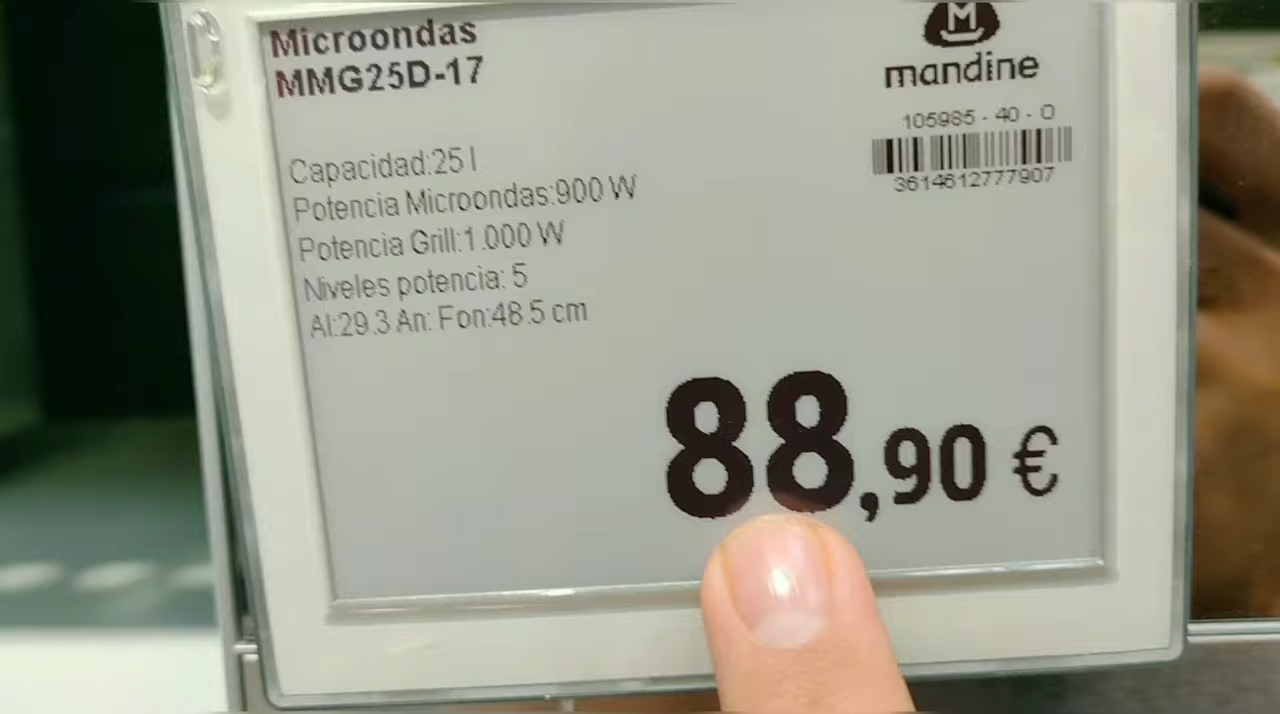 Microondas
MMG25D-17
M
mandine
105985 - 40 - O
3614612777907
Capacidad:25 l
Potencia Microondas:900 W
Potencia Grill:1.000 W
Niveles potencia: 5
Al:29.3 An: Fon:48.5 cm
88,90 €